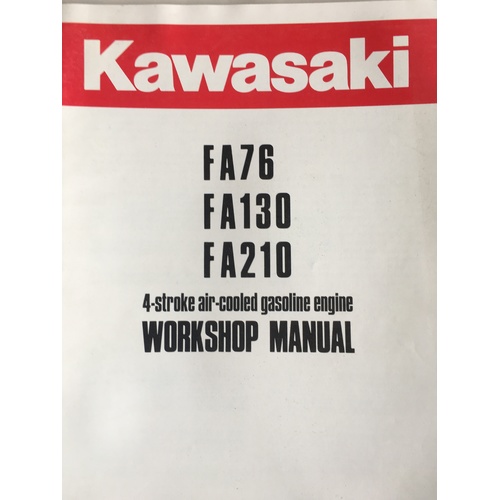 Kawasaki
FA76
FA130
FA210
4-stroke air-cooled gasoline engine
WORKSHOP MANUAL